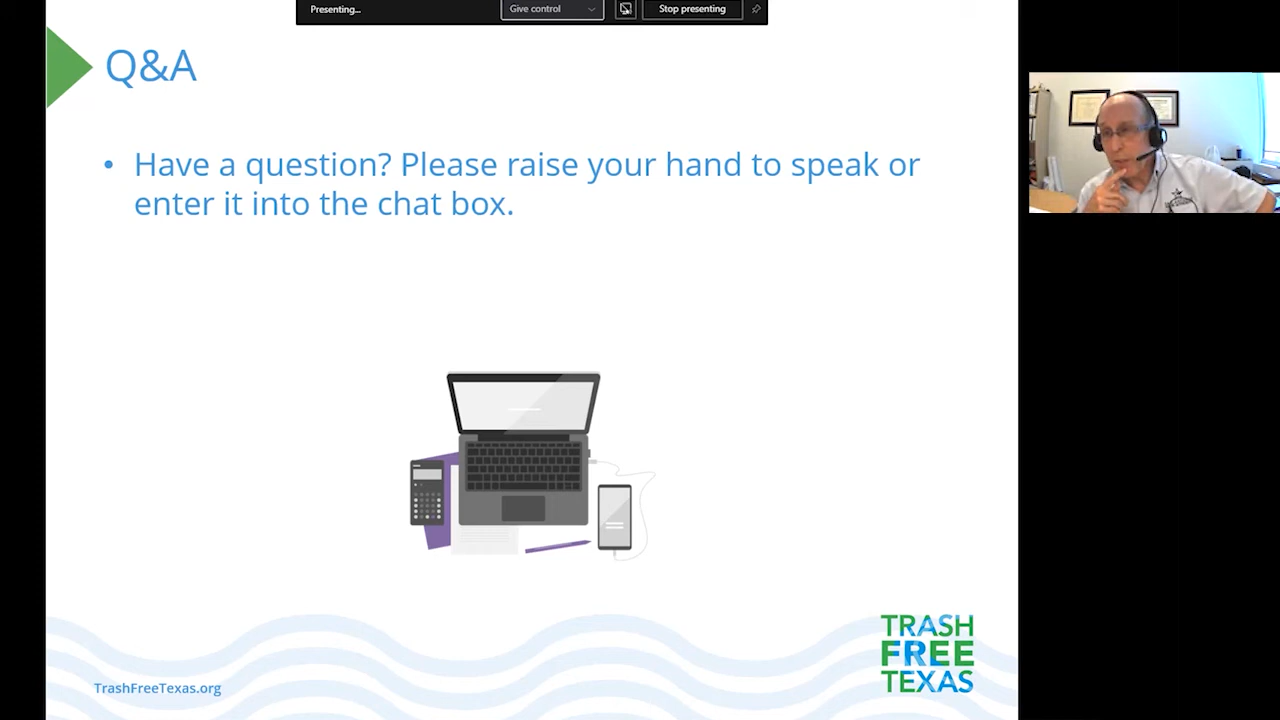 Presenting...
Give control
Stop presenting
Q&A
• Have a question? Please raise your hand to speak or
enter it into the chat box.
TRASH
FREE
TEXAS
TrashFreeTexas.org